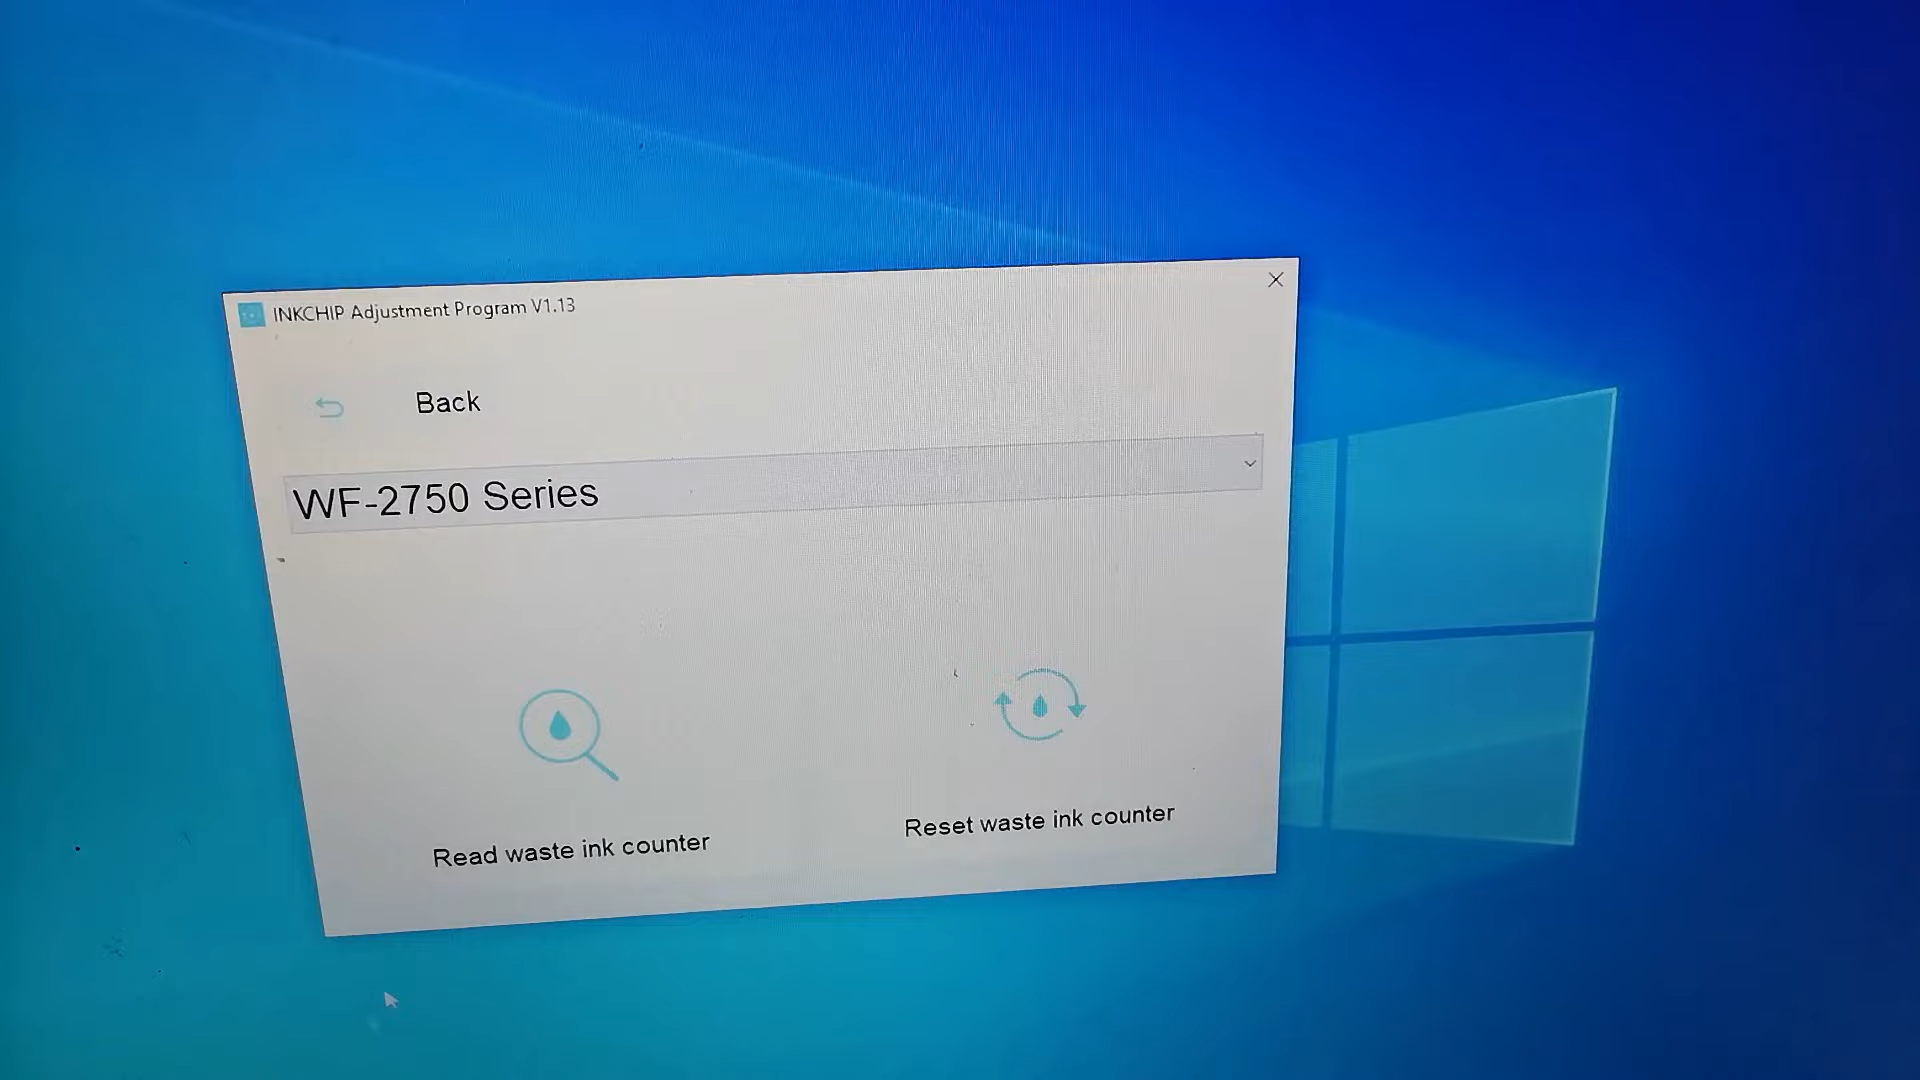 INKCHIP Adjustment Program V1.13
Back
WF-2750 Series
Read waste ink counter
Reset waste ink counter